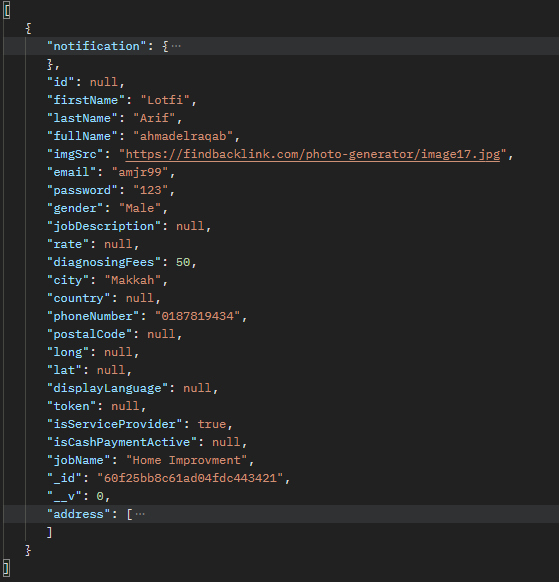 [
{
"notification": {⋯
},
"id": null,
"firstName": "Lotfi",
"lastName": "Arif",
"fullName": "ahmadelraqab",
"imgSrc": "https://findbacklink.com/photo-generator/image17.jpg",
"email": "amjr99",
"password": "123",
"gender": "Male",
"jobDescription": null,
"rate": null,
"diagnosingFees": 50,
"city": "Makkah",
"country": null,
"phoneNumber": "0187819434",
"postalCode": null,
"long": null,
"lat": null,
"displayLanguage": null,
"token": null,
"isServiceProvider": true,
"isCashPaymentActive": null,
"jobName": "Home Improvment",
"_id": "60f25bb8c61ad04fdc443421",
"__v": 0,
"address": [⋯
]
}
]